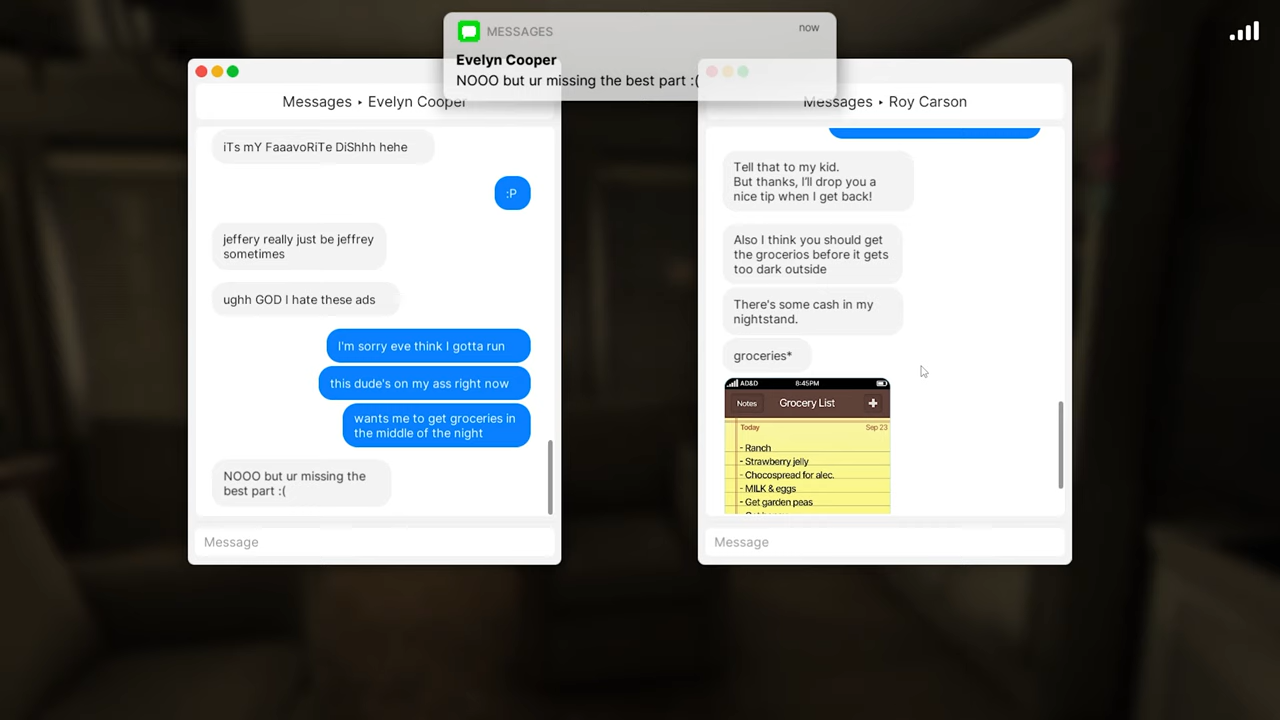 MESSAGES
now
Evelyn Cooper
NOOO but ur missing the best part :(
Messages ‣ Evelyn Cooper
iTs mY FaaavoRiTe DiShhh hehe
:P
jeffery really just be jeffrey
sometimes
ughh GOD I hate these ads
I'm sorry eve think I gotta run
this dude's on my ass right now
wants me to get groceries in
the middle of the night
NOOO but ur missing the
best part :(
Message
Messages ‣ Roy Carson
Tell that to my kid.
But thanks, I'll drop you a
nice tip when I get back!
Also I think you should get
the grocerios before it gets
too dark outside
There's some cash in my
nightstand.
groceries*
AD&D 8:45PM
Notes Grocery List +
Today Sep 23
- Ranch
- Strawberry jelly
- Chocospread for alec.
- MILK & eggs
- Get garden peas
Message